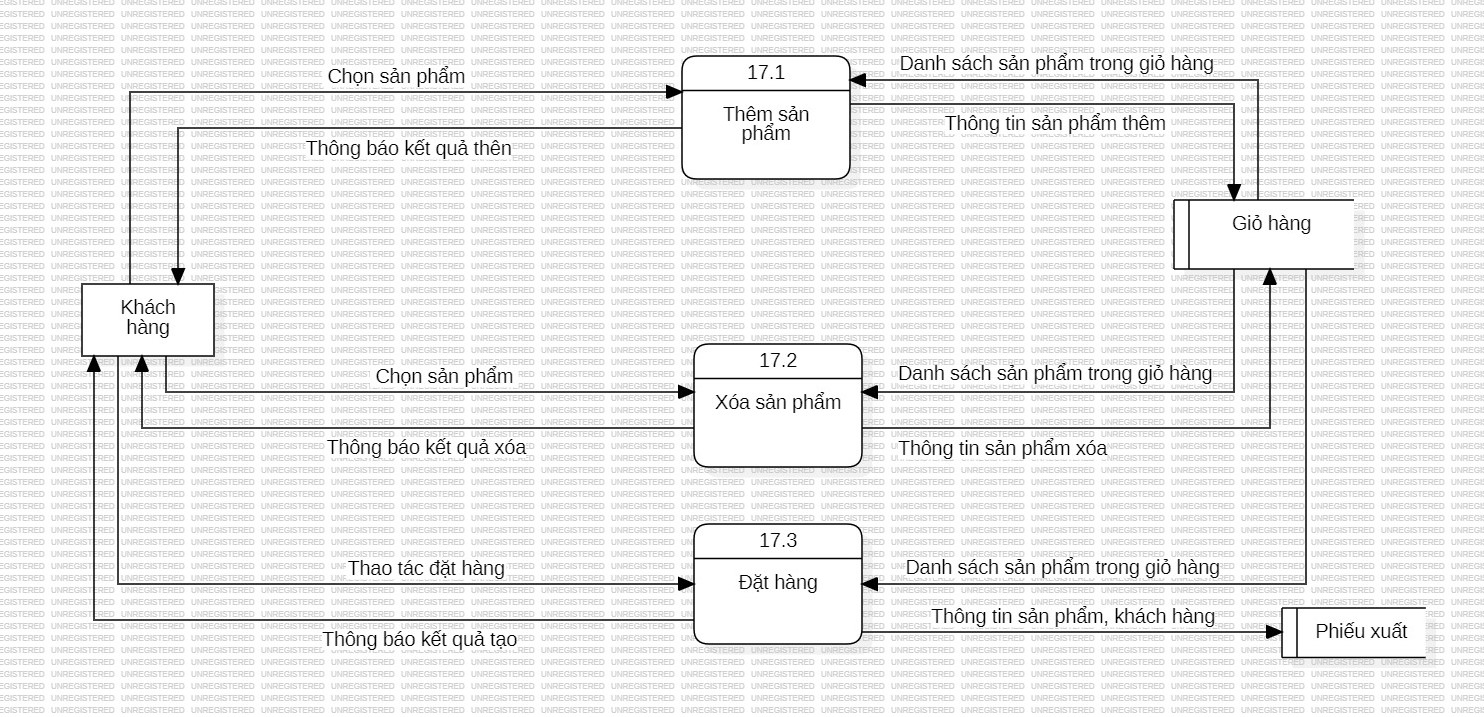 17.1
Danh sách sản phẩm trong giỏ hàng
Chọn sản phẩm
Thêm sản
phẩm
Thông tin sản phẩm thêm
Thông báo kết quả thên
Giỏ hàng
Khách
hàng
17.2
Chọn sản phẩm
Danh sách sản phẩm trong giỏ hàng
Xóa sản phẩm
Thông báo kết quả xóa
Thông tin sản phẩm xóa
17.3
Thao tác đặt hàng
Danh sách sản phẩm trong giỏ hàng
Đặt hàng
Thông tin sản phẩm, khách hàng
Thông báo kết quả tạo
Phiếu xuất
UNREGISTERED